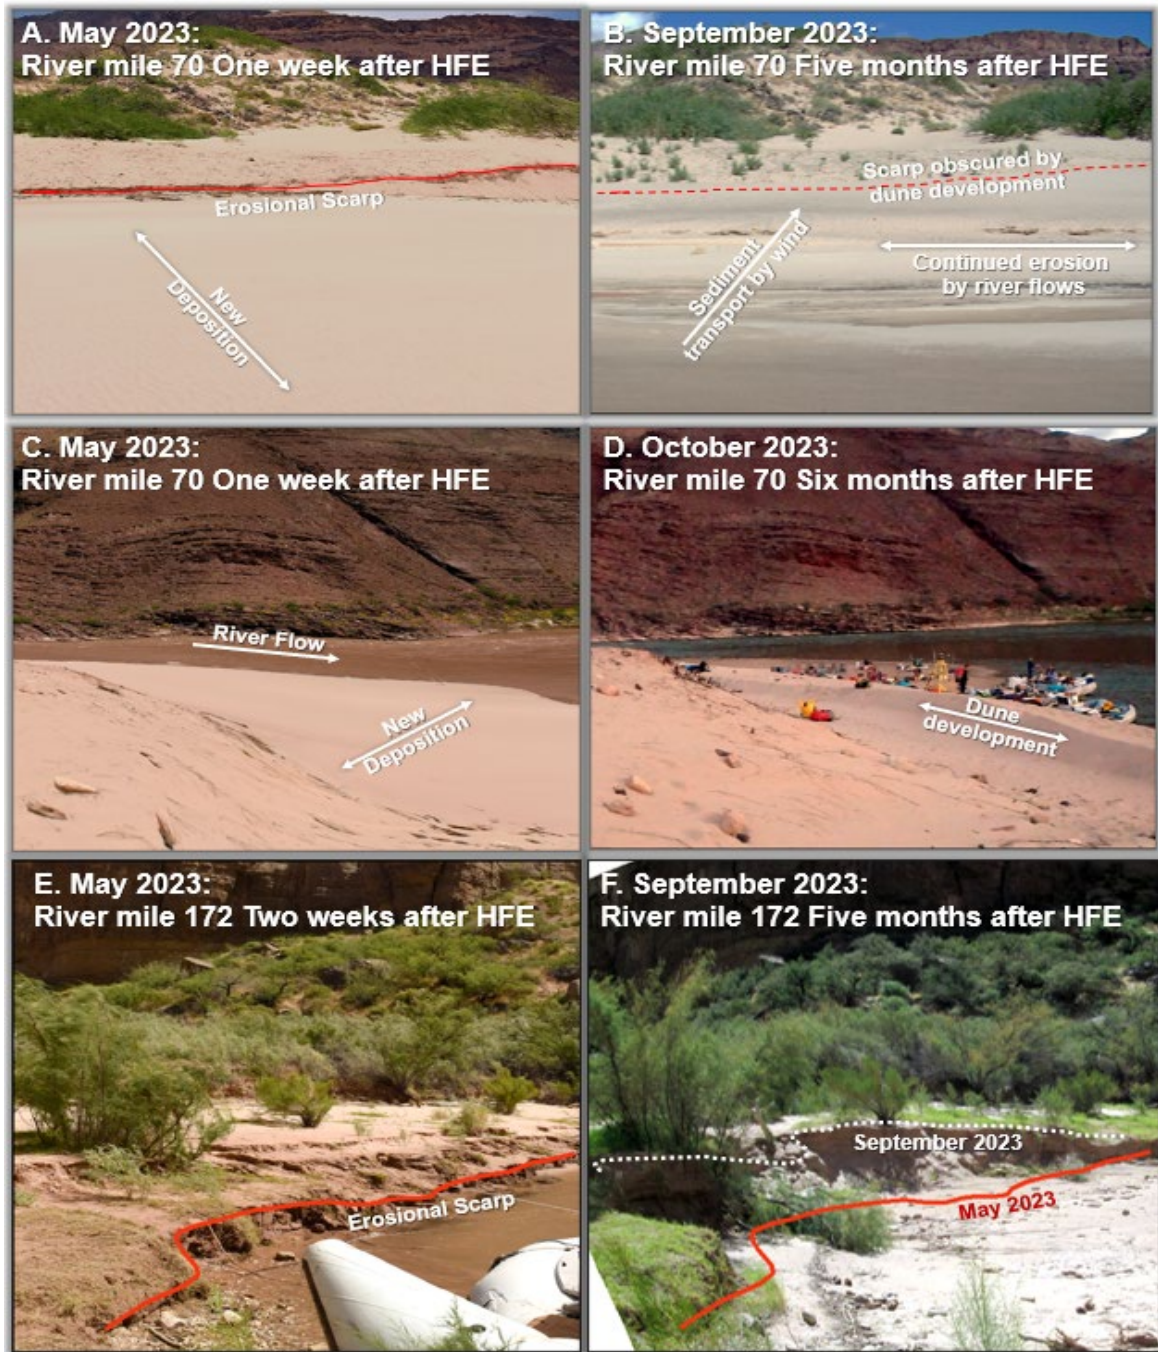 A. May 2023:
River mile 70 One week after HFE
Erosional Scarp
New
Deposition
B. September 2023:
River mile 70 Five months after HFE
Scarp obscured by
dune development
Sediment
transport by wind
Continued erosion
by river flows
C. May 2023:
River mile 70 One week after HFE
River Flow
New
Deposition
D. October 2023:
River mile 70 Six months after HFE
Dune
development
E. May 2023:
River mile 172 Two weeks after HFE
Erosional Scarp
F. September 2023:
River mile 172 Five months after HFE
September 2023
May 2023